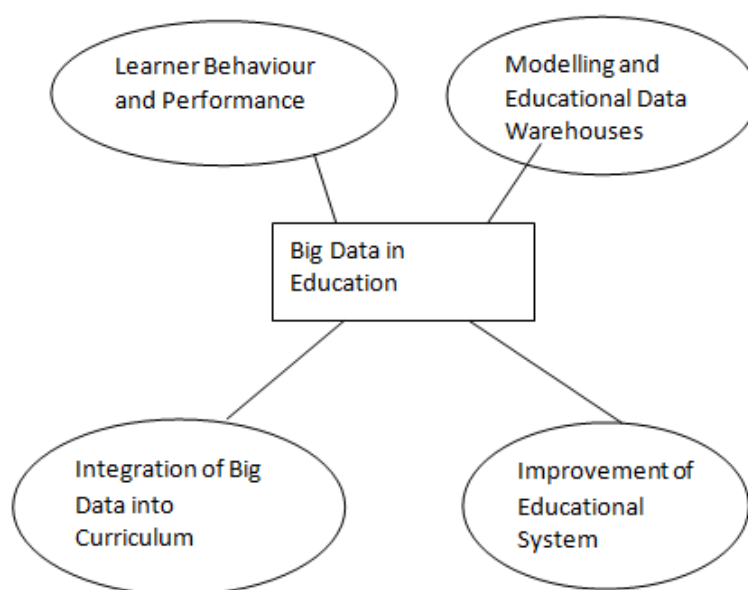 Learner Behaviour
and Performance
Modelling and
Educational Data
Warehouses
Big Data in
Education
Integration of Big
Data into
Curriculum
Improvement of
Educational
System